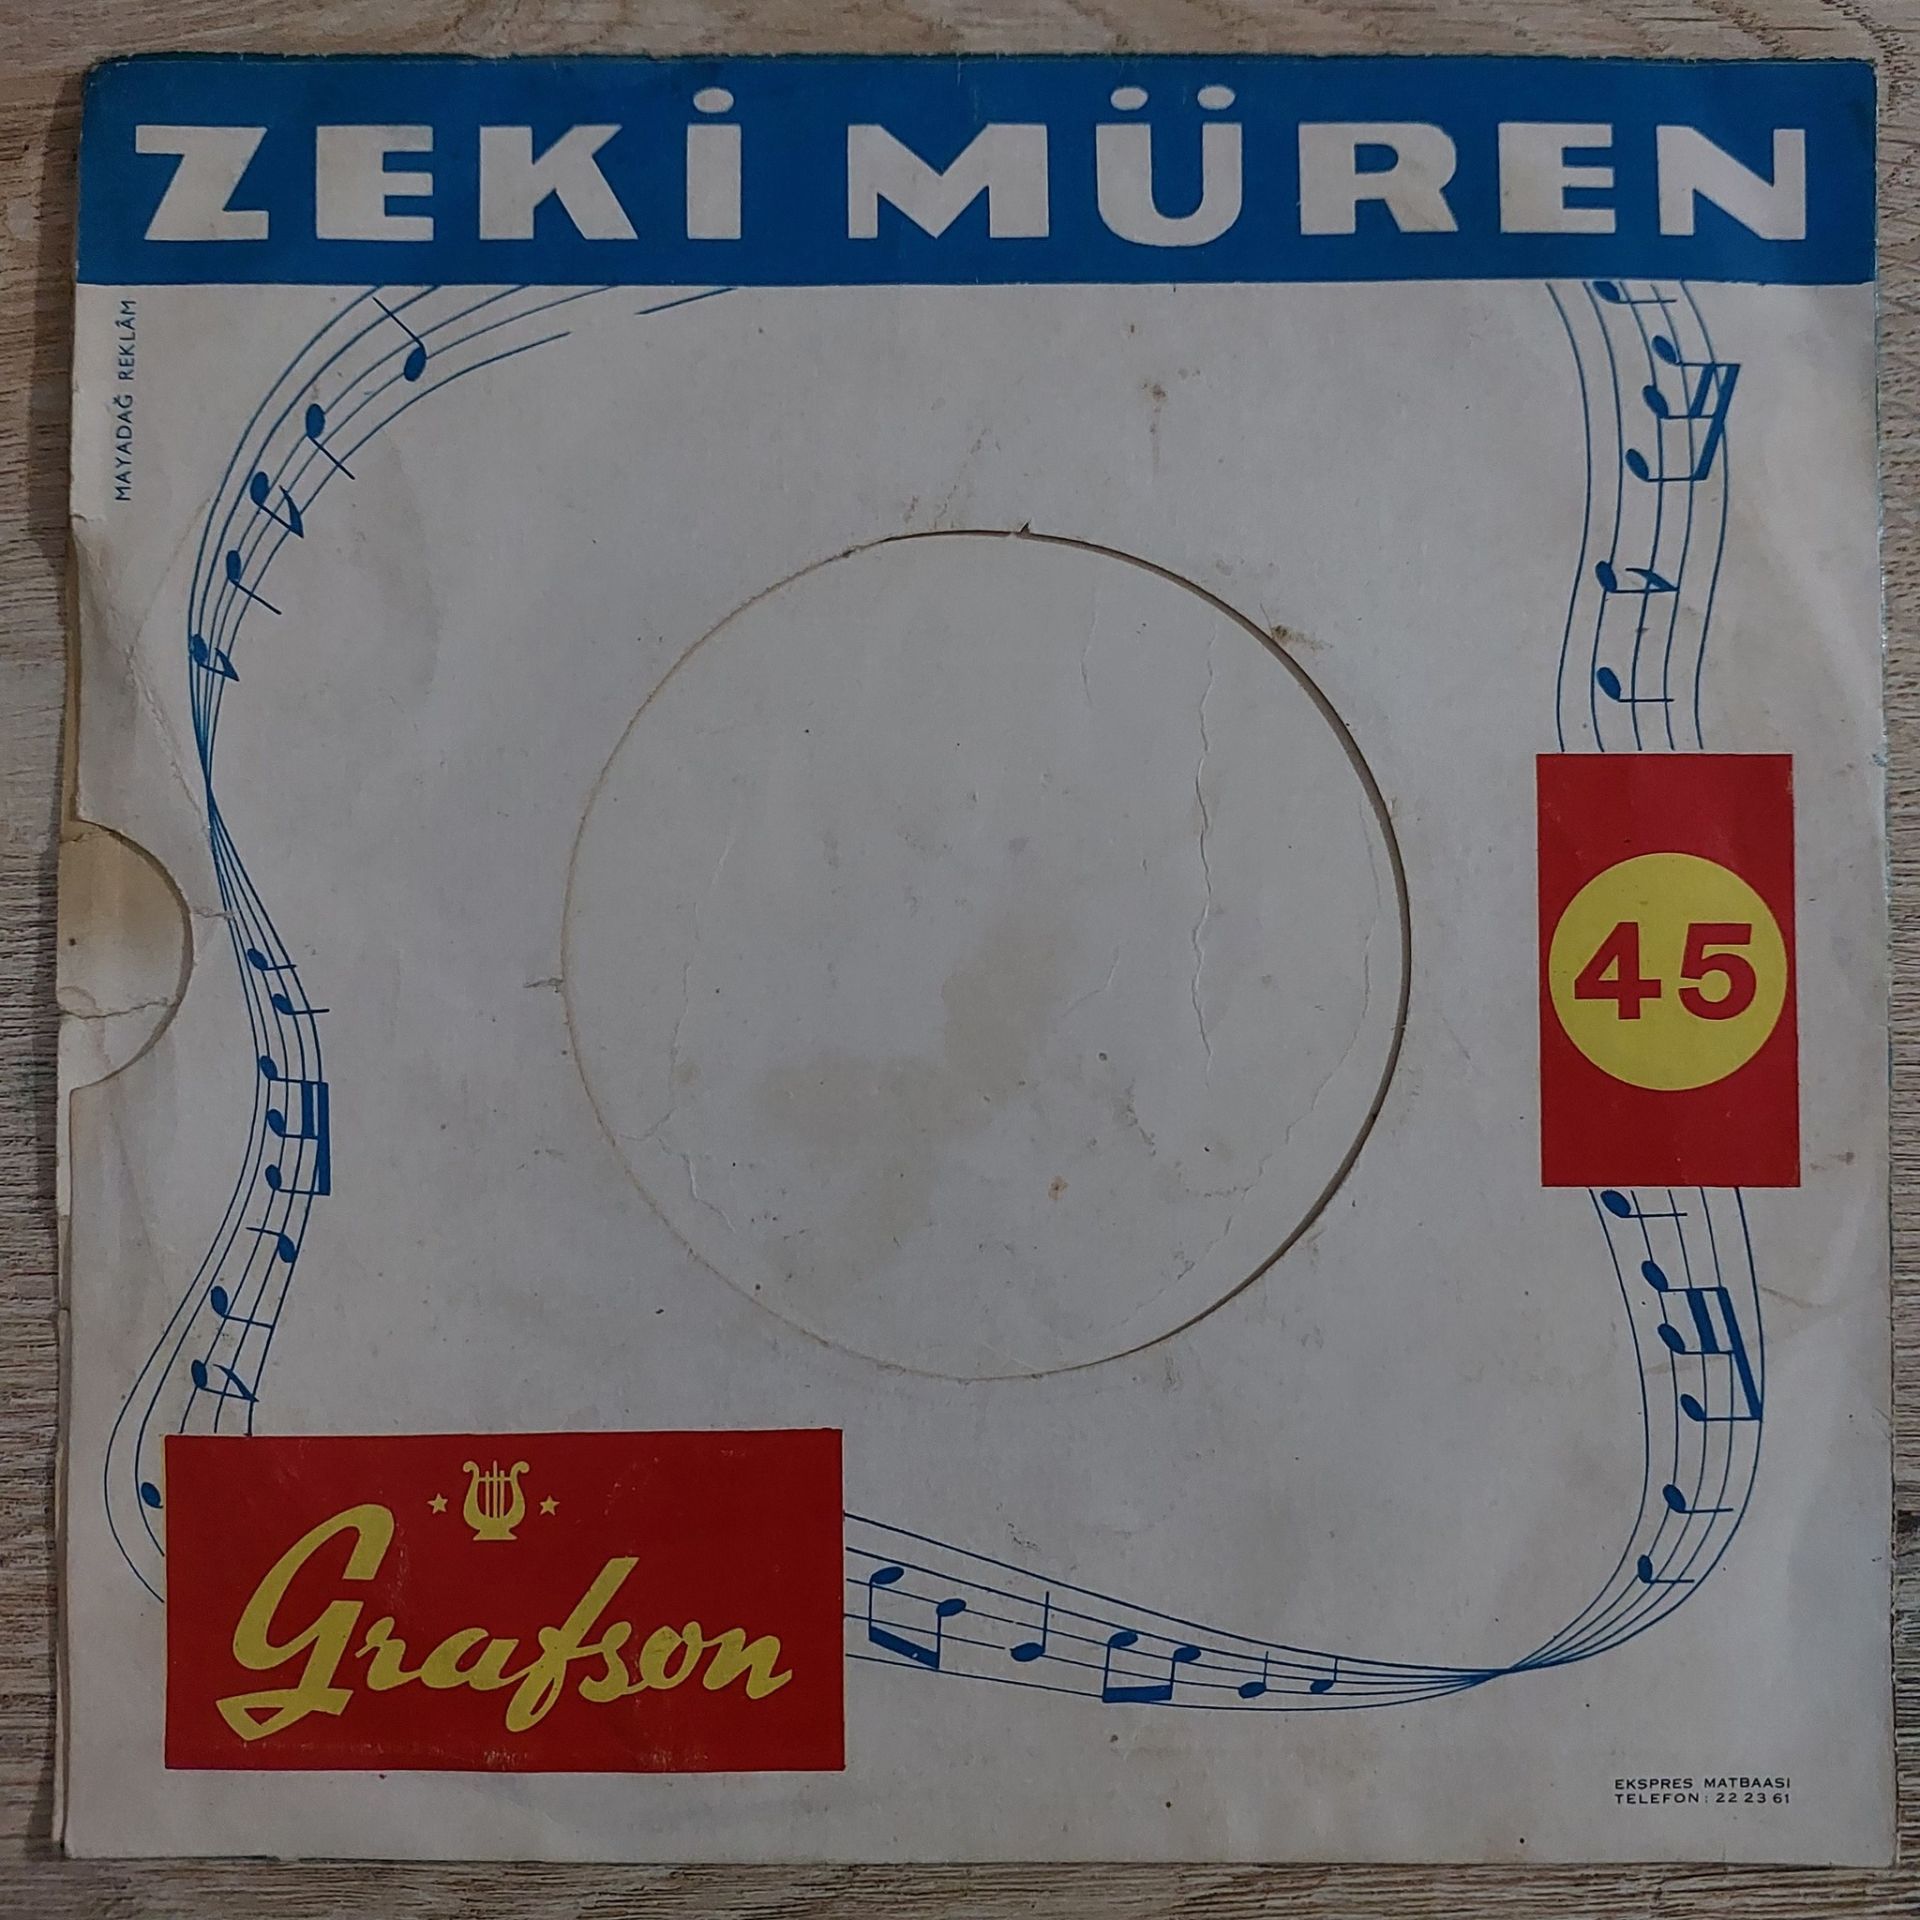 ZEKİ MÜREN
MAYADAĞ REKLÂM
45
Grafson
EKSPRES MATBAASI
TELEFON: 22 23 61